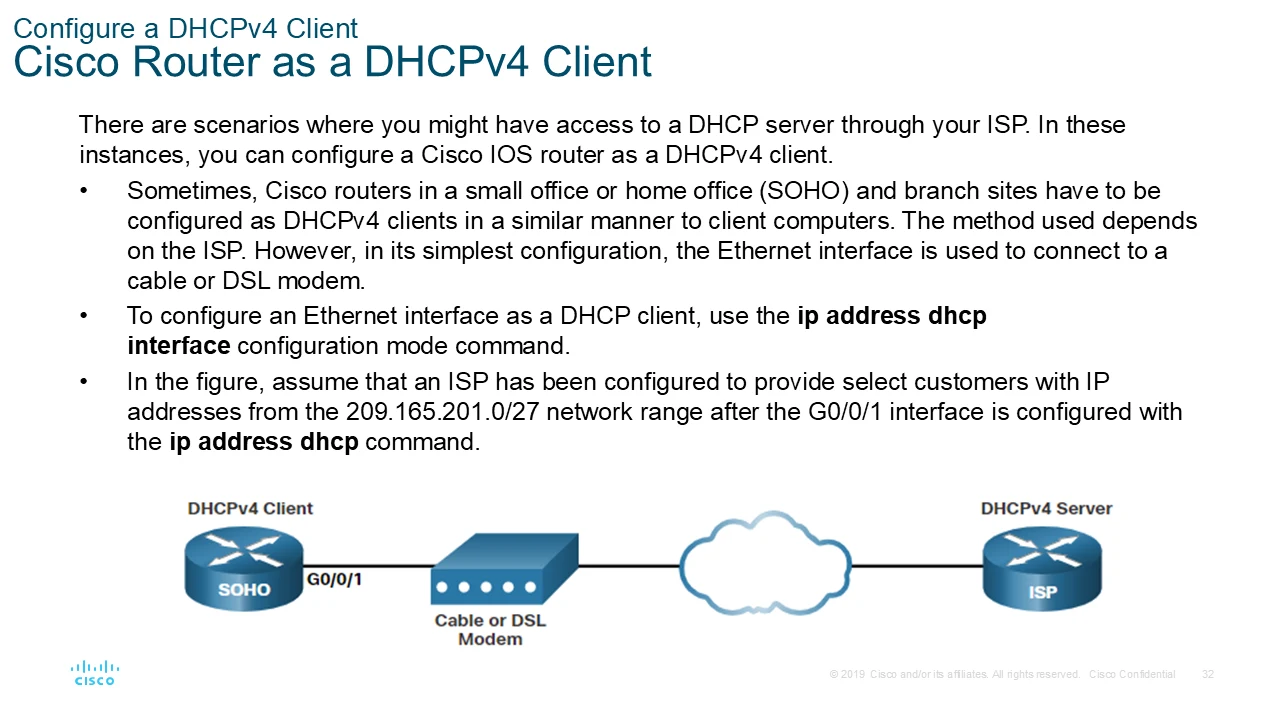 Configure a DHCPv4 Client
Cisco Router as a DHCPv4 Client
There are scenarios where you might have access to a DHCP server through your ISP. In these
instances, you can configure a Cisco IOS router as a DHCPv4 client.
• Sometimes, Cisco routers in a small office or home office (SOHO) and branch sites have to be
configured as DHCPv4 clients in a similar manner to client computers. The method used depends
on the ISP. However, in its simplest configuration, the Ethernet interface is used to connect to a
cable or DSL modem.
• To configure an Ethernet interface as a DHCP client, use the ip address dhcp
interface configuration mode command.
• In the figure, assume that an ISP has been configured to provide select customers with IP
addresses from the 209.165.201.0/27 network range after the G0/0/1 interface is configured with
the ip address dhcp command.
DHCPv4 Client
DHCPv4 Server
SOHO
G0/0/1
ISP
Cable or DSL
Modem
CISCO
© 2019 Cisco and/or its affiliates. All rights reserved. Cisco Confidential
32